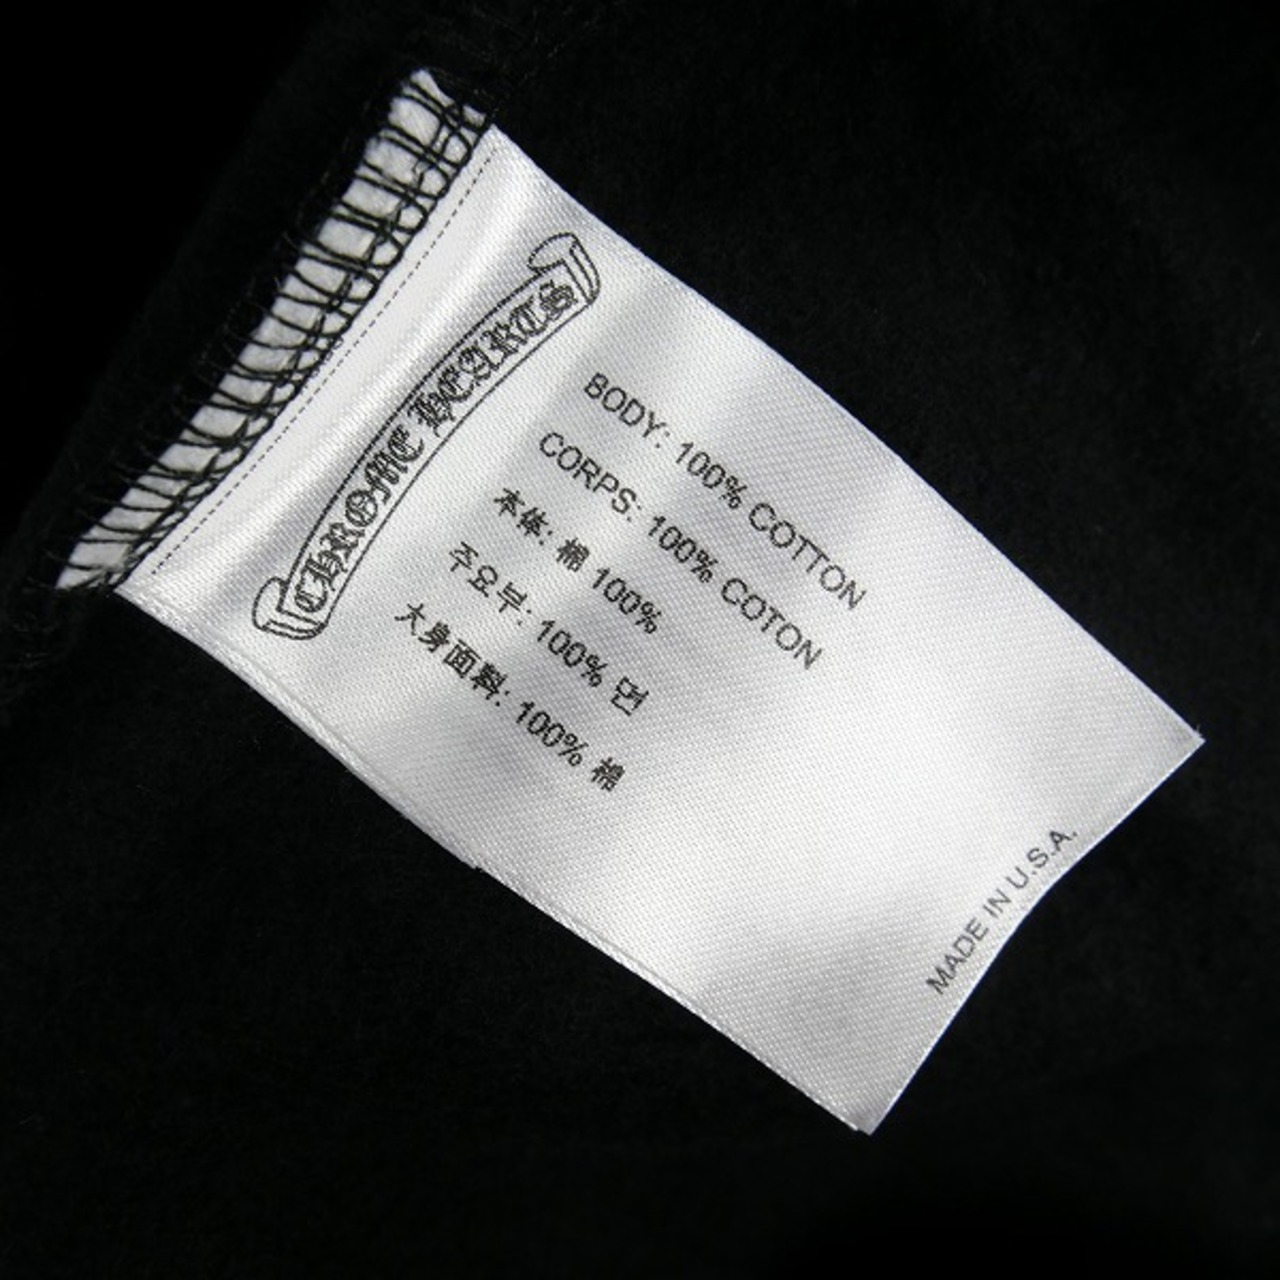 CHROME HEARTS
BODY: 100% COTTON
CORPS: 100% COTON
本体: 棉 100%
주요부: 100% 면
大身面料: 100% 棉
MADE IN U.S.A.